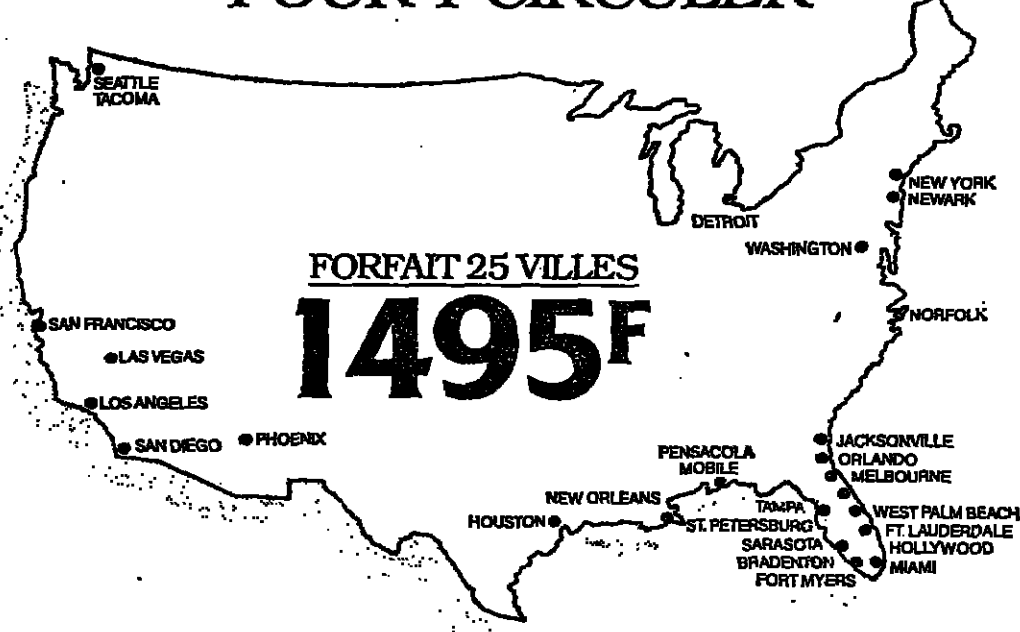 POUR Y CIRCULER
SEATTLE
TACOMA
NEW YORK
NEWARK
DETROIT
WASHINGTON
FORFAIT 25 VILLES
1495F
NORFOLK
SAN FRANCISCO
LAS VEGAS
LOS ANGELES
SAN DIEGO
PHOENIX
JACKSONVILLE
ORLANDO
MELBOURNE
PENSACOLA
MOBILE
NEW ORLEANS
HOUSTON
TAMPA
ST. PETERSBURG
SARASOTA
BRADENTON
FORT MYERS
WEST PALM BEACH
FT. LAUDERDALE
HOLLYWOOD
MIAMI